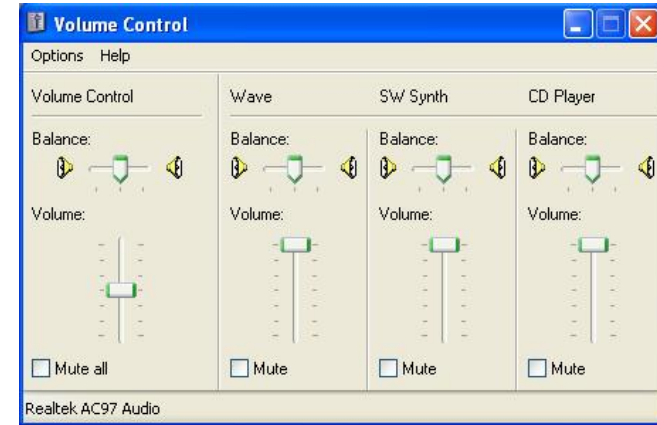 Volume Control
Options Help
Volume Control Wave SW Synth CD Player
Balance: Balance: Balance: Balance:
Volume: Volume: Volume: Volume:
Mute all Mute Mute Mute
Realtek AC97 Audio